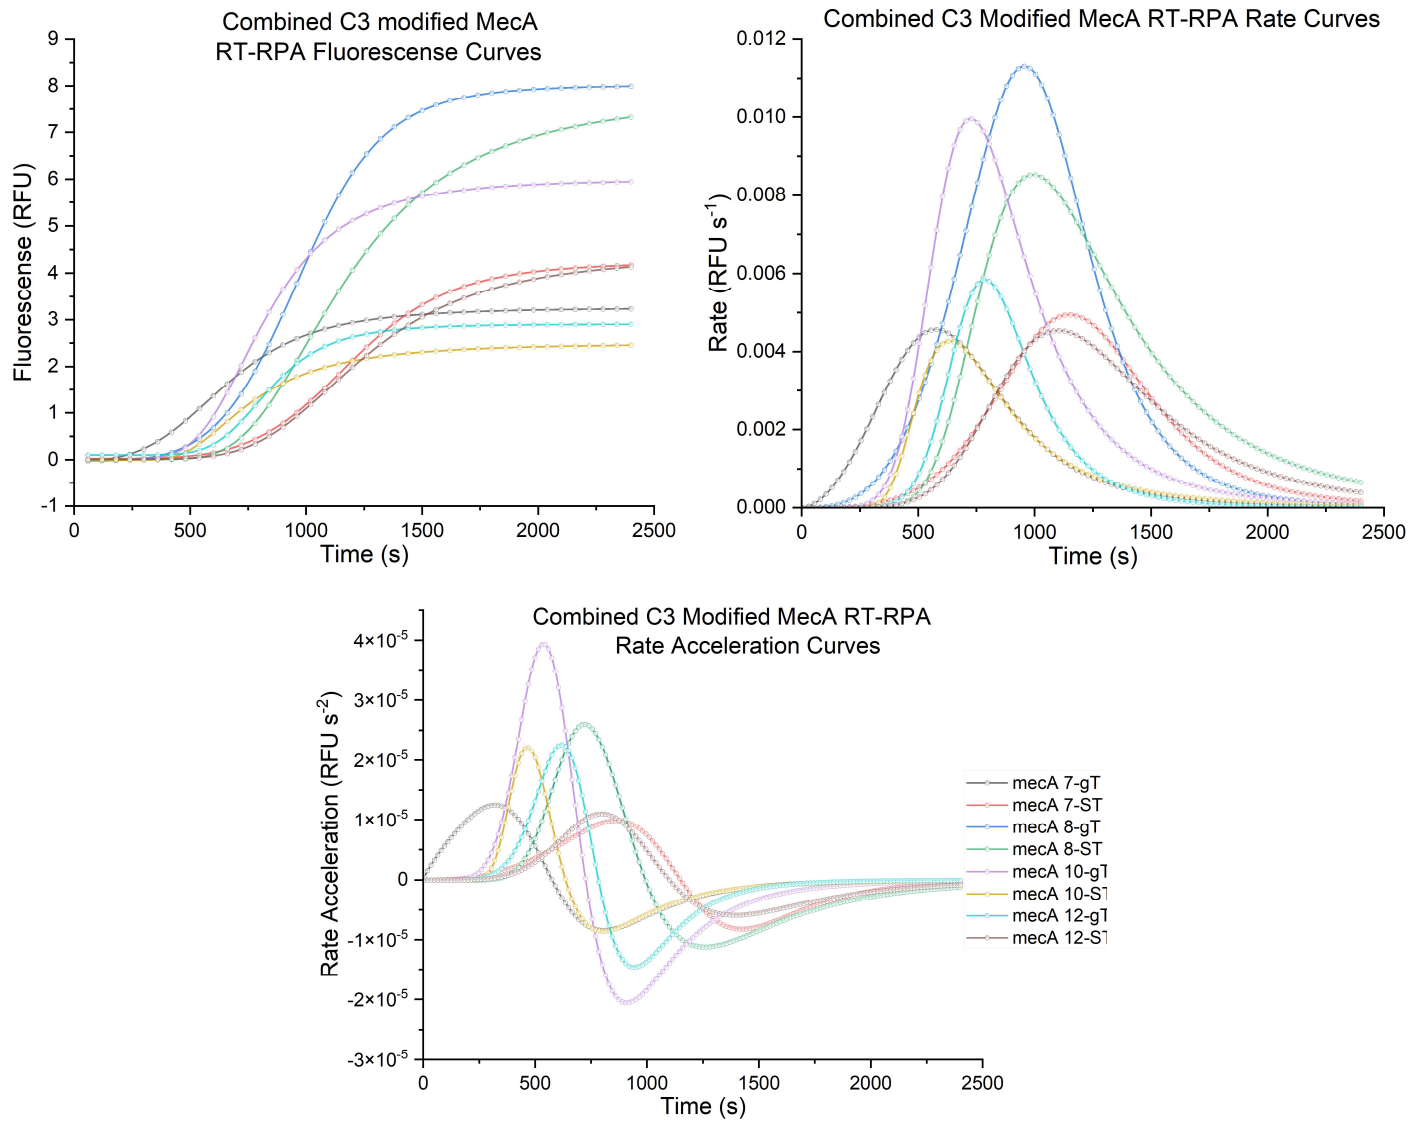 Combined C3 modified MecA
RT-RPA Fluorescense Curves
9
8
7
6
5
4
3
2
1
0
-1
Fluorescense (RFU)
0 500 1000 1500 2000 2500
Time (s)
Combined C3 Modified MecA RT-RPA Rate Curves
0.012
0.010
0.008
0.006
0.004
0.002
0.000
Rate (RFU s-1)
0 500 1000 1500 2000 2500
Time (s)
Combined C3 Modified MecA RT-RPA
Rate Acceleration Curves
4×10-5
3×10-5
2×10-5
1×10-5
0
-1×10-5
-2×10-5
-3×10-5
Rate Acceleration (RFU s-2)
0 500 1000 1500 2000 2500
Time (s)
mecA 7-gT
mecA 7-ST
mecA 8-gT
mecA 8-ST
mecA 10-gT
mecA 10-ST
mecA 12-gT
mecA 12-ST